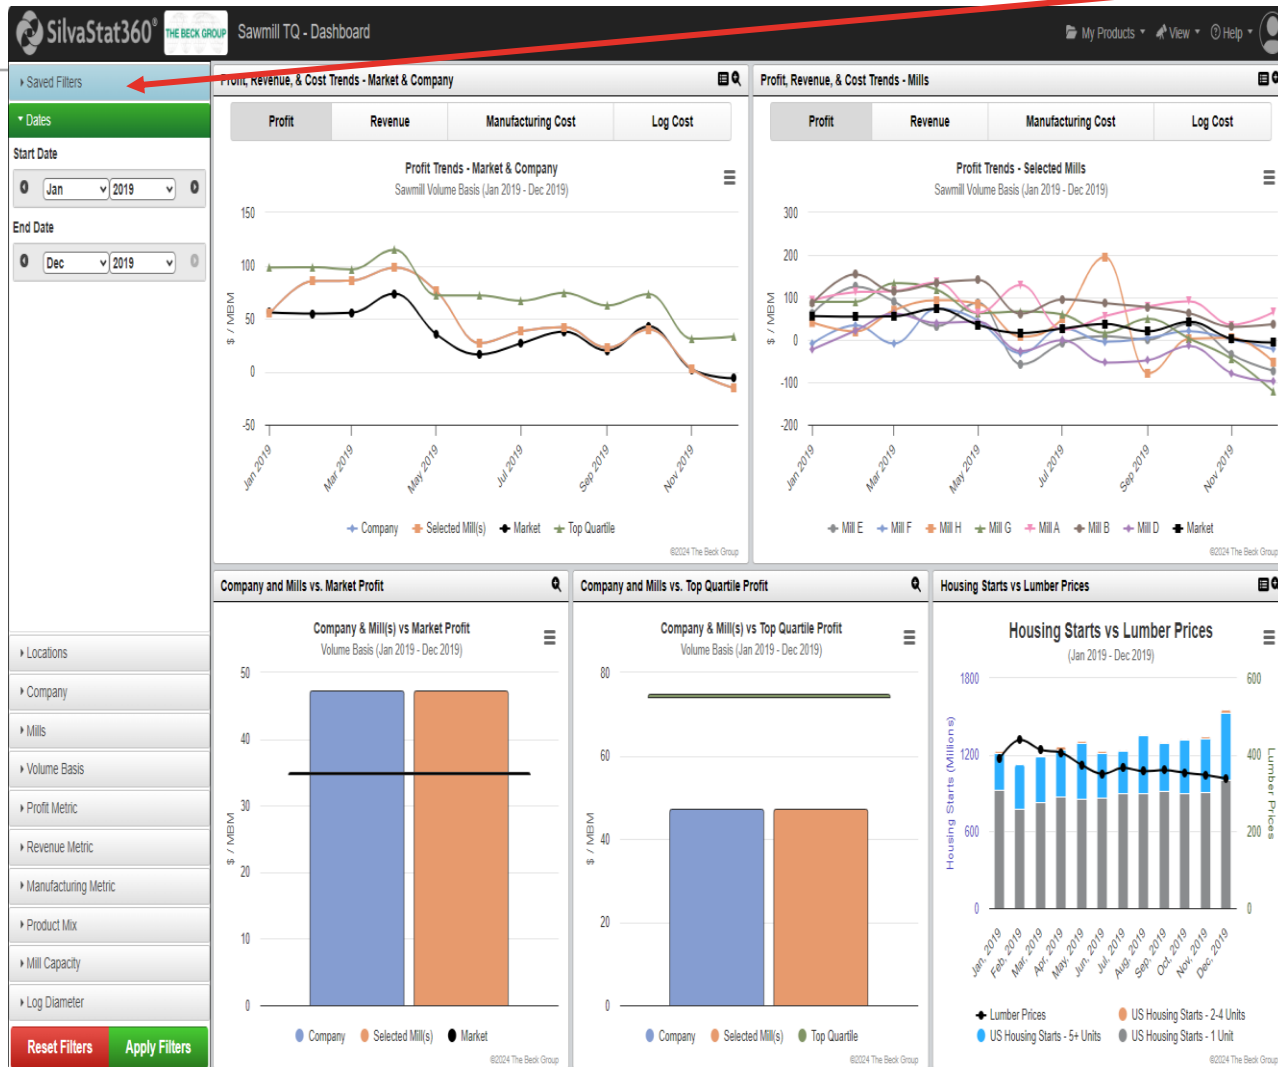 SilvaStat360®
THE BECK GROUP
Sawmill TQ - Dashboard
My Products
View
Help
Saved Filters
Dates
Start Date
Jan 2019
End Date
Dec 2019
Locations
Company
Mills
Volume Basis
Profit Metric
Revenue Metric
Manufacturing Metric
Product Mix
Mill Capacity
Log Diameter
Reset Filters Apply Filters
Profit, Revenue, & Cost Trends - Market & Company
Profit Revenue Manufacturing Cost Log Cost
Profit Trends - Market & Company
Sawmill Volume Basis (Jan 2019 - Dec 2019)
150
100
50
0
-50
$ / MBM
Jan 2019 Mar 2019 May 2019 Jul 2019 Sep 2019 Nov 2019
Company Selected Mill(s) Market Top Quartile
©2024 The Beck Group
Profit, Revenue, & Cost Trends - Mills
Profit Revenue Manufacturing Cost Log Cost
Profit Trends - Selected Mills
Sawmill Volume Basis (Jan 2019 - Dec 2019)
300
200
100
0
-100
-200
$ / MBM
Jan 2019 Mar 2019 May 2019 Jul 2019 Sep 2019 Nov 2019
Mill E Mill F Mill H Mill G Mill A Mill B Mill D Market
©2024 The Beck Group
Company and Mills vs. Market Profit
Company & Mill(s) vs Market Profit
Volume Basis (Jan 2019 - Dec 2019)
50
40
30
20
10
0
$ / MBM
Company Selected Mill(s) Market
©2024 The Beck Group
Company and Mills vs. Top Quartile Profit
Company & Mill(s) vs Top Quartile Profit
Volume Basis (Jan 2019 - Dec 2019)
80
60
40
20
0
$ / MBM
Company Selected Mill(s) Top Quartile
©2024 The Beck Group
Housing Starts vs Lumber Prices
Housing Starts vs Lumber Prices
(Jan 2019 - Dec 2019)
1800 600
1200 400
600 200
0 0
Housing Starts (Millions)
Lumber Prices
Jan, 2019 Feb, 2019 Mar, 2019 Apr, 2019 May, 2019 Jun, 2019 Jul, 2019 Aug, 2019 Sep, 2019 Oct, 2019 Nov, 2019 Dec, 2019
Lumber Prices US Housing Starts - 2-4 Units
US Housing Starts - 5+ Units US Housing Starts - 1 Unit
©2024 The Beck Group